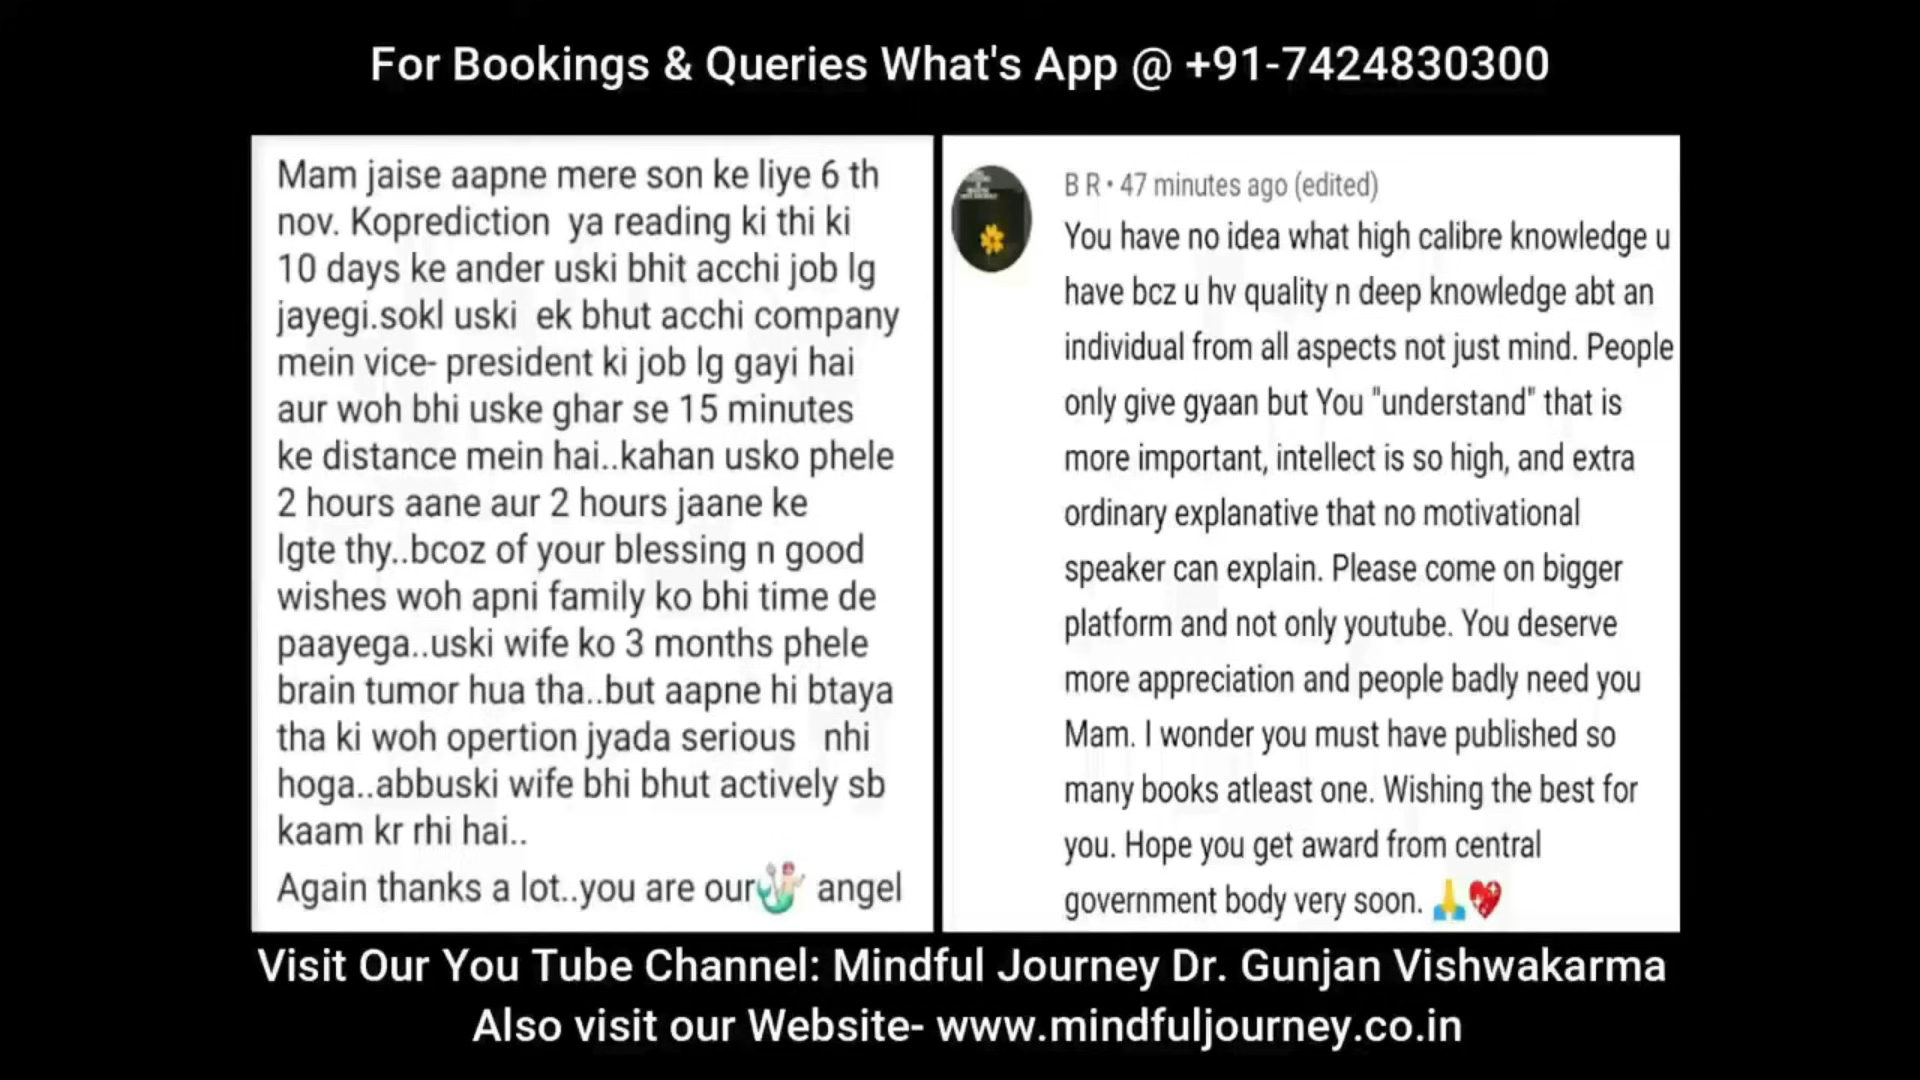 For Bookings & Queries What's App @ +91-7424830300
Mam jaise aapne mere son ke liye 6 th
nov. Koprediction ya reading ki thi ki
10 days ke ander uski bhit acchi job lg
jayegi.sokl uski ek bhut acchi company
mein vice- president ki job lg gayi hai
aur woh bhi uske ghar se 15 minutes
ke distance mein hai..kahan usko phele
2 hours aane aur 2 hours jaane ke
lgte thy..bcoz of your blessing n good
wishes woh apni family ko bhi time de
paayega..uski wife ko 3 months phele
brain tumor hua tha..but aapne hi btaya
tha ki woh opertion jyada serious nhi
hoga..abbuski wife bhi bhut actively sb
kaam kr rhi hai..
Again thanks a lot..you are our🧜 angel
B R • 47 minutes ago (edited)
You have no idea what high calibre knowledge u
have bcz u hv quality n deep knowledge abt an
individual from all aspects not just mind. People
only give gyaan but You "understand" that is
more important, intellect is so high, and extra
ordinary explanative that no motivational
speaker can explain. Please come on bigger
platform and not only youtube. You deserve
more appreciation and people badly need you
Mam. I wonder you must have published so
many books atleast one. Wishing the best for
you. Hope you get award from central
government body very soon. 🙏💖
Visit Our You Tube Channel: Mindful Journey Dr. Gunjan Vishwakarma
Also visit our Website- www.mindfuljourney.co.in